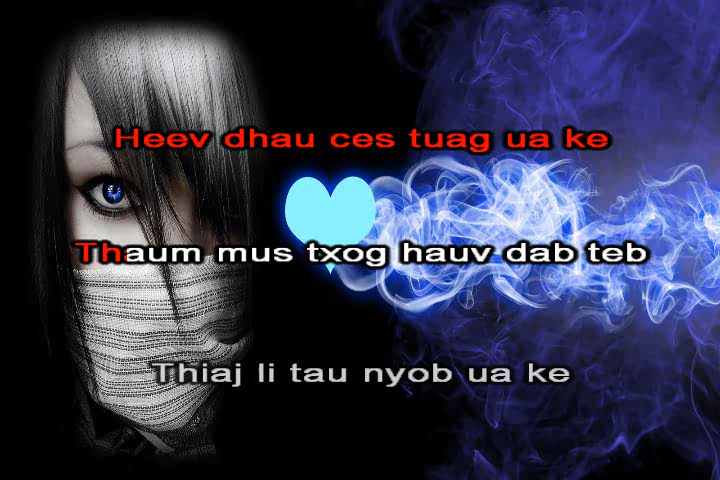 Heev dhau ces tuag ua ke
Thaum mus txog hauv dab teb
Thiaj li tau nyob ua ke